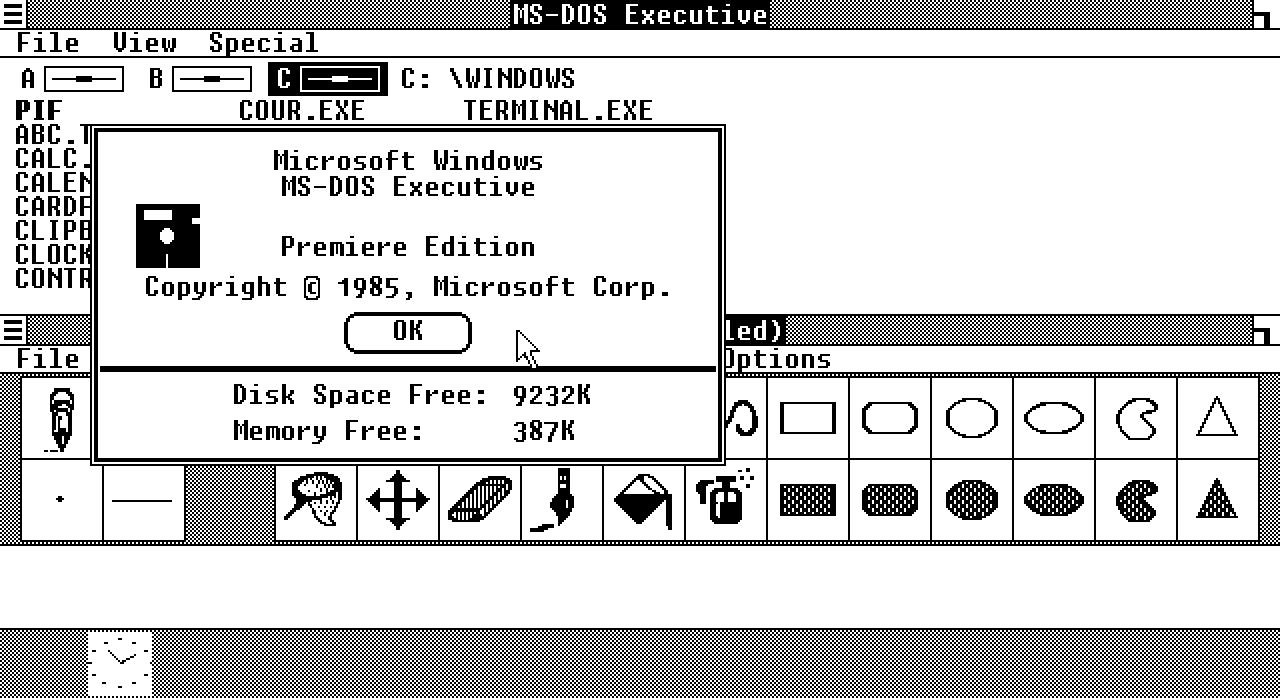 MS-DOS Executive
File View Special
A B C C: \WINDOWS
PIF COUR.EXE TERMINAL.EXE
ABC.T
CALC.
CALEN
CARDF
CLIPB
CLOCK
CONTR
Microsoft Windows
MS-DOS Executive
Premiere Edition
Copyright © 1985, Microsoft Corp.
OK
Disk Space Free: 9232K
Memory Free: 387K
led)
File Options